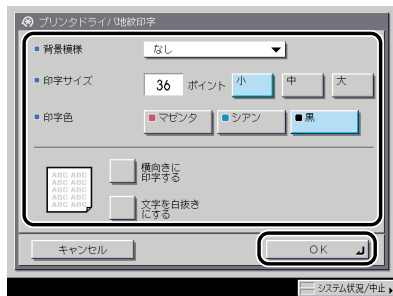 プリンタドライバ地紋印字
背景模様 なし
印字サイズ 36 ポイント 小 中 大
印字色 マゼンタ シアン 黒
ABC ABC
ABC ABC
ABC ABC
ABC ABC
ABC ABC
横向きに
印字する
文字を白抜き
にする
キャンセル OK
システム状況/中止